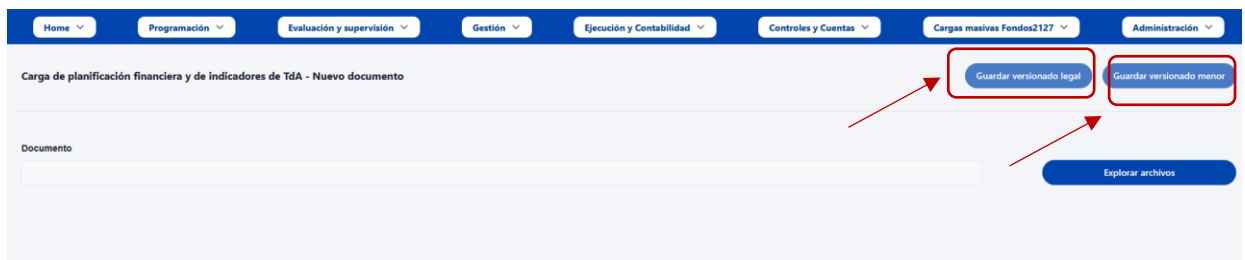 Home Programación Evaluación y supervisión Gestión Ejecución y Contabilidad Controles y Cuentas Cargas masivas Fondos2127 Administración
Carga de planificación financiera y de indicadores de TdA - Nuevo documento Guardar versionado legal Guardar versionado menor
Documento
Explorar archivos